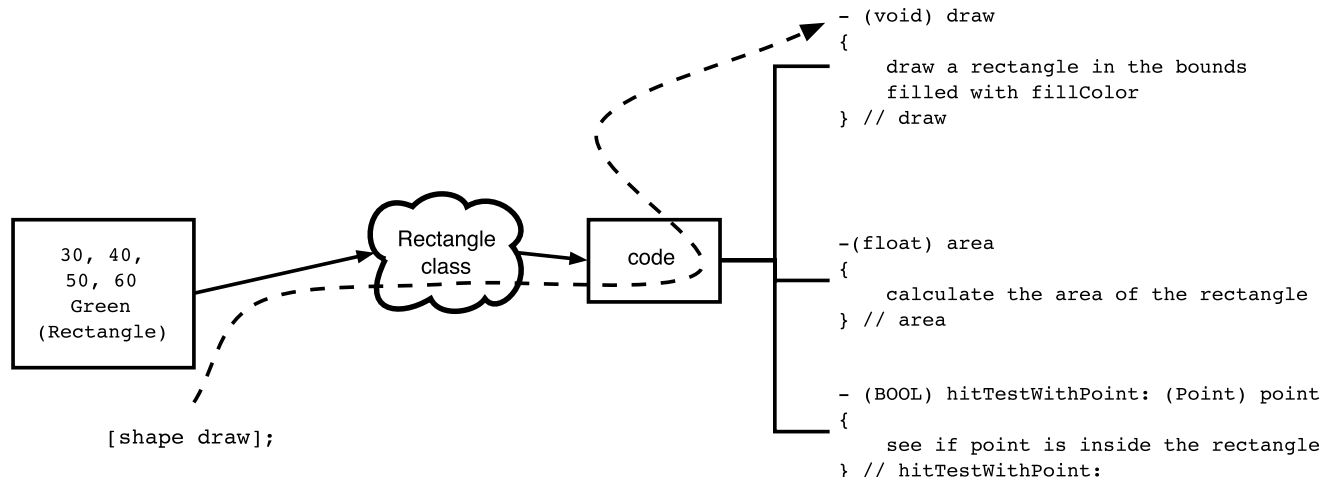 30, 40,
50, 60
Green
(Rectangle)
[shape draw];
Rectangle
class
code
- (void) draw
{
draw a rectangle in the bounds
filled with fillColor
} // draw
-(float) area
{
calculate the area of the rectangle
} // area
- (BOOL) hitTestWithPoint: (Point) point
{
see if point is inside the rectangle
} // hitTestWithPoint: